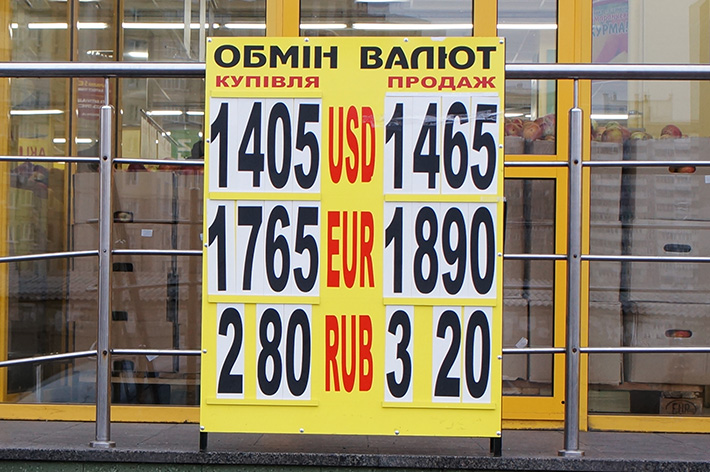 ОБМІН ВАЛЮТ
КУПІВЛЯ ПРОДАЖ
1405 USD 1465
1765 EUR 1890
2 80 RUB 3 20